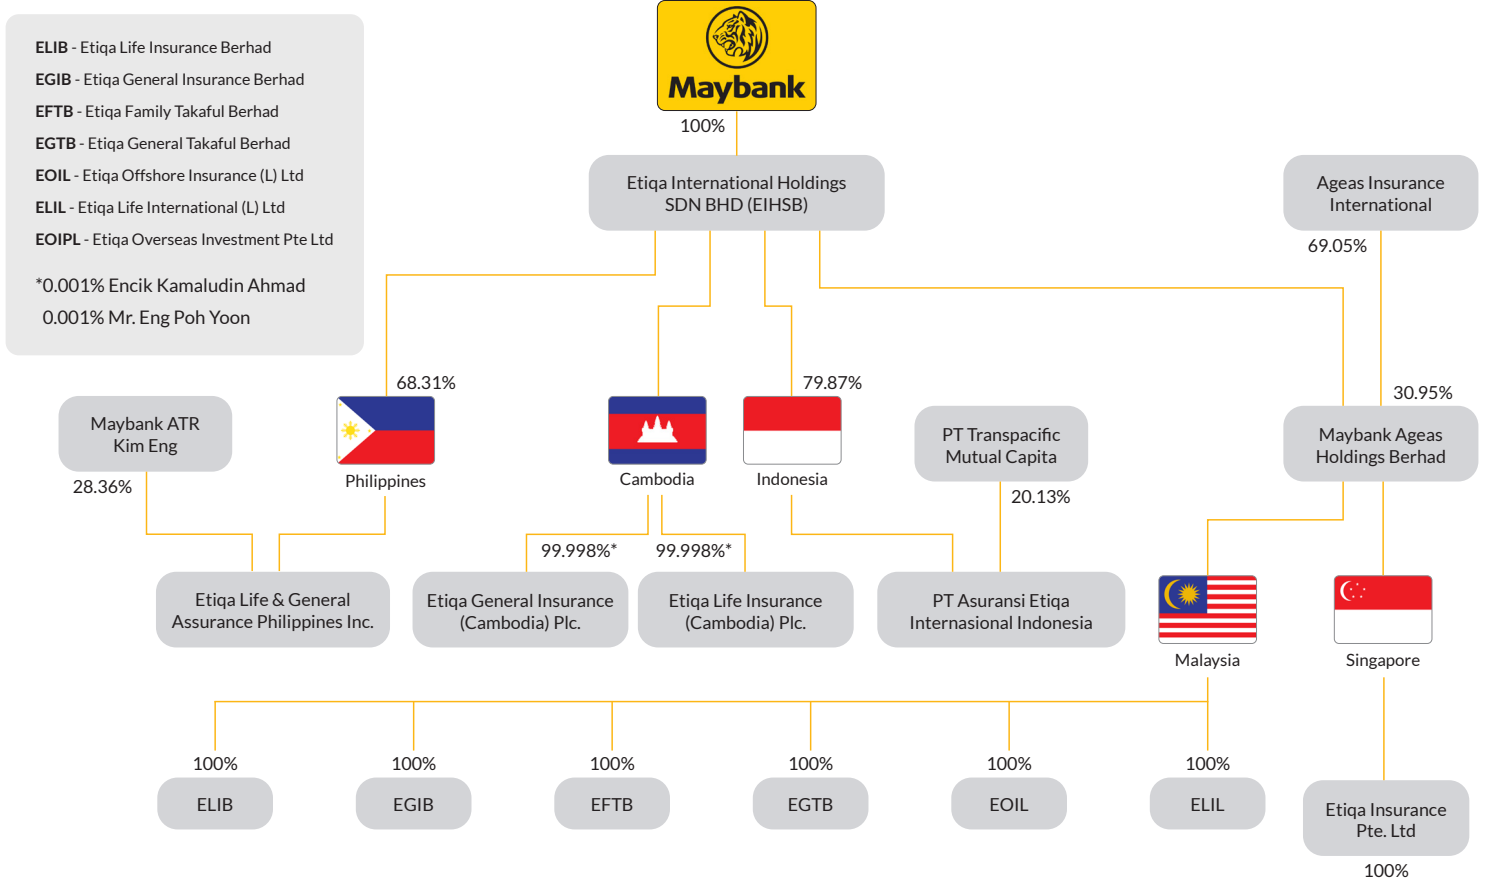 ELIB - Etiqa Life Insurance Berhad
EGIB - Etiqa General Insurance Berhad
EFTB - Etiqa Family Takaful Berhad
EGTB - Etiqa General Takaful Berhad
EOIL - Etiqa Offshore Insurance (L) Ltd
ELIL - Etiqa Life International (L) Ltd
EOIPL - Etiqa Overseas Investment Pte Ltd
*0.001% Encik Kamaludin Ahmad
0.001% Mr. Eng Poh Yoon
Maybank
100%
Etiqa International Holdings
SDN BHD (EIHSB)
Ageas Insurance
International
69.05%
68.31%
79.87%
30.95%
Maybank ATR
Kim Eng
28.36%
Philippines
Cambodia
Indonesia
PT Transpacific
Mutual Capita
20.13%
Maybank Ageas
Holdings Berhad
99.998%*
99.998%*
Etiqa Life & General
Assurance Philippines Inc.
Etiqa General Insurance
(Cambodia) Plc.
Etiqa Life Insurance
(Cambodia) Plc.
PT Asuransi Etiqa
Internasional Indonesia
Malaysia
Singapore
100%
100%
100%
100%
100%
100%
ELIB
EGIB
EFTB
EGTB
EOIL
ELIL
Etiqa Insurance
Pte. Ltd
100%